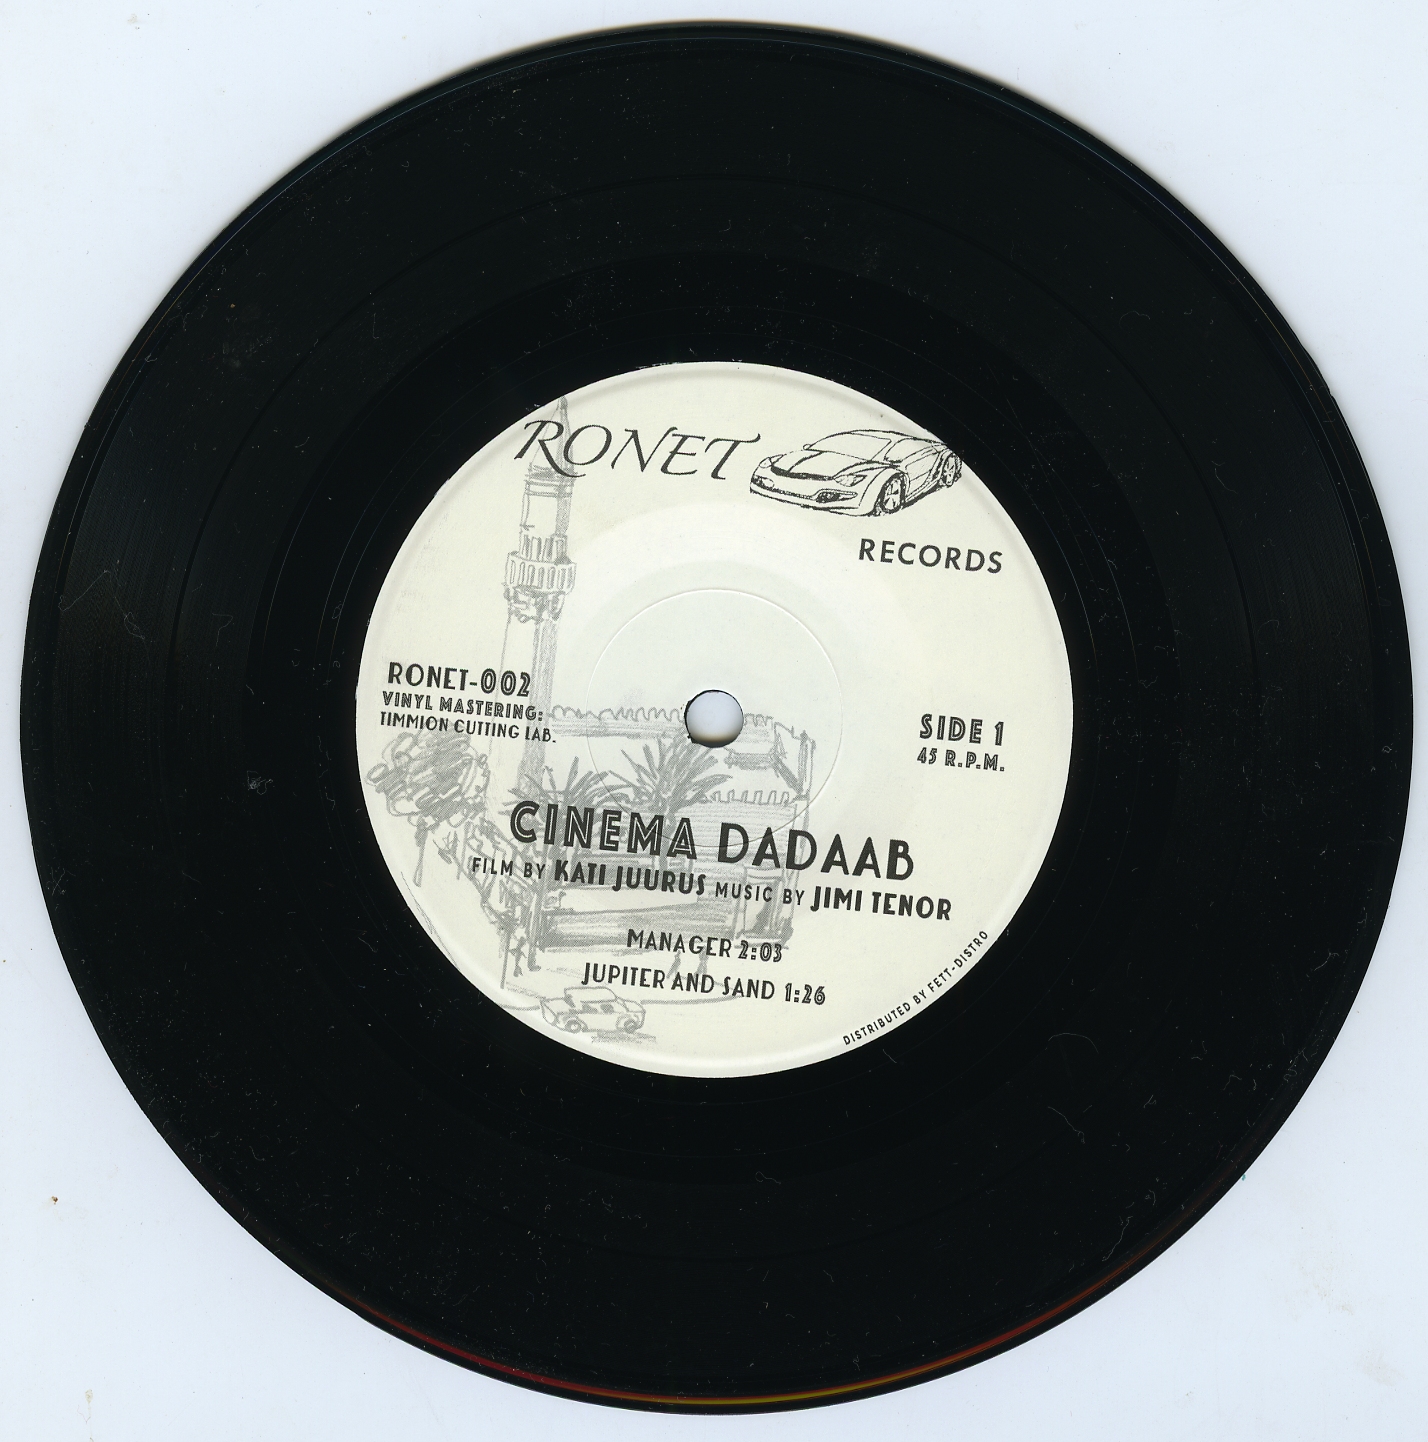 RONET
RECORDS
RONET-002
VINYL MASTERING:
TIMMION CUTTING LAB.
SIDE 1
45 R.P.M.
CINEMA DADAAB
FILM BY KATI JUURUS MUSIC BY JIMI TENOR
MANAGER 2:03
JUPITER AND SAND 1:26
DISTRIBUTED BY FETT-DISTRO